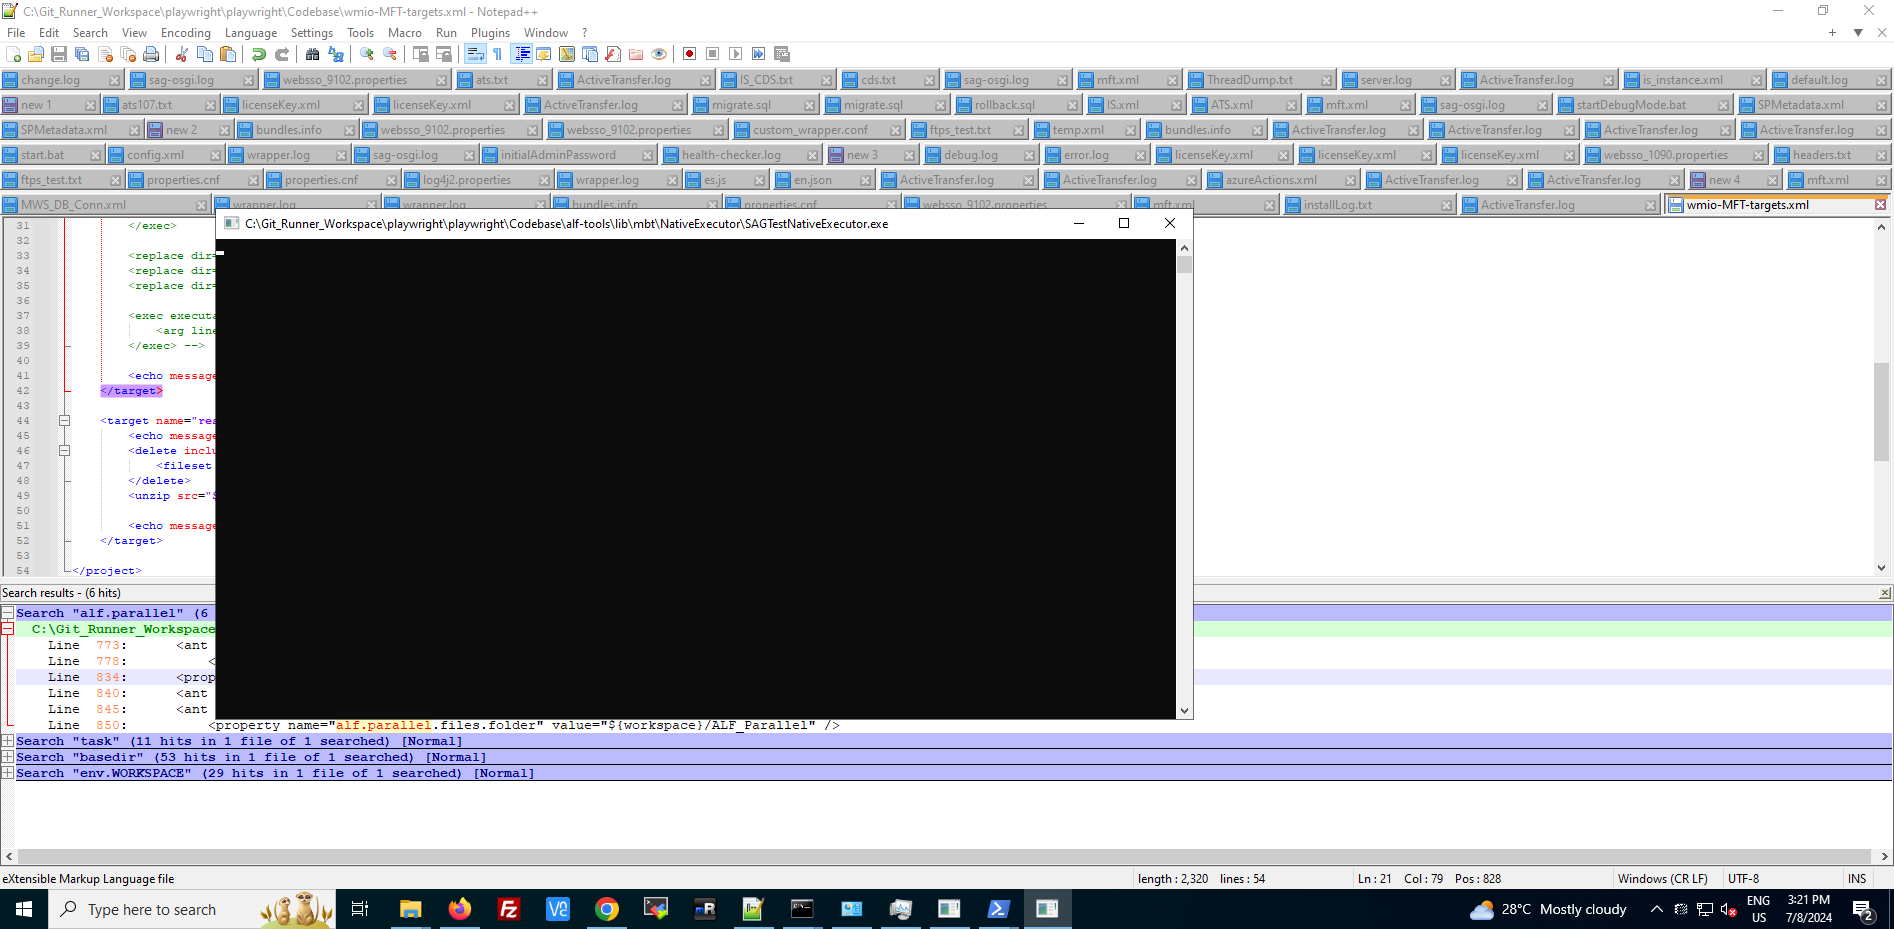 C:\Git_Runner_Workspace\playwright\playwright\Codebase\wmio-MFT-targets.xml - Notepad++
File Edit Search View Encoding Language Settings Tools Macro Run Plugins Window ?
change.log sag-osgi.log websso_9102.properties ats.txt ActiveTransfer.log IS_CDS.txt cds.txt sag-osgi.log mft.xml ThreadDump.txt server.log ActiveTransfer.log is_instance.xml default.log
new 1 ats107.txt licenseKey.xml licenseKey.xml ActiveTransfer.log migrate.sql migrate.sql rollback.sql IS.xml ATS.xml mft.xml sag-osgi.log startDebugMode.bat SPMetadata.xml
SPMetadata.xml new 2 bundles.info websso_9102.properties websso_9102.properties custom_wrapper.conf ftps_test.txt temp.xml bundles.info ActiveTransfer.log ActiveTransfer.log ActiveTransfer.log ActiveTransfer.log
start.bat config.xml wrapper.log sag-osgi.log initialAdminPassword health-checker.log new 3 debug.log error.log licenseKey.xml licenseKey.xml licenseKey.xml websso_1090.properties headers.txt
ftps_test.txt properties.cnf properties.cnf log4j2.properties wrapper.log es.js en.json ActiveTransfer.log ActiveTransfer.log azureActions.xml ActiveTransfer.log ActiveTransfer.log new 4 mft.xml
MWS_DB_Conn.xml wrapper.log wrapper.log bundles.info properties.cnf websso_9102.properties mft.xml installLog.txt ActiveTransfer.log wmio-MFT-targets.xml
C:\Git_Runner_Workspace\playwright\playwright\Codebase\alf-tools\lib\mbt\NativeExecutor\SAGTestNativeExecutor.exe
31 </exec>
32
33 <replace dir=
34 <replace dir=
35 <replace dir=
36
37 <exec executa
38 <arg line
39 </exec> -->
40
41 <echo message
42 </target>
43
44 <target name="res
45 <echo message
46 <delete inclu
47 <fileset
48 </delete>
49 <unzip src="$
50
51 <echo message
52 </target>
53
54 </project>
Search results - (6 hits)
Search "alf.parallel" (6
C:\Git_Runner_Workspace
Line 773: <ant
Line 778: <
Line 834: <prop
Line 840: <ant
Line 845: <ant
Line 850: <property name="alf.parallel.files.folder" value="${workspace}/ALF_Parallel" />
Search "task" (11 hits in 1 file of 1 searched) [Normal]
Search "basedir" (53 hits in 1 file of 1 searched) [Normal]
Search "env.WORKSPACE" (29 hits in 1 file of 1 searched) [Normal]
eXtensible Markup Language file length : 2,320 lines : 54 Ln : 21 Col : 79 Pos : 828 Windows (CR LF) UTF-8 INS
Type here to search 28°C Mostly cloudy ENG US 3:21 PM 7/8/2024 2